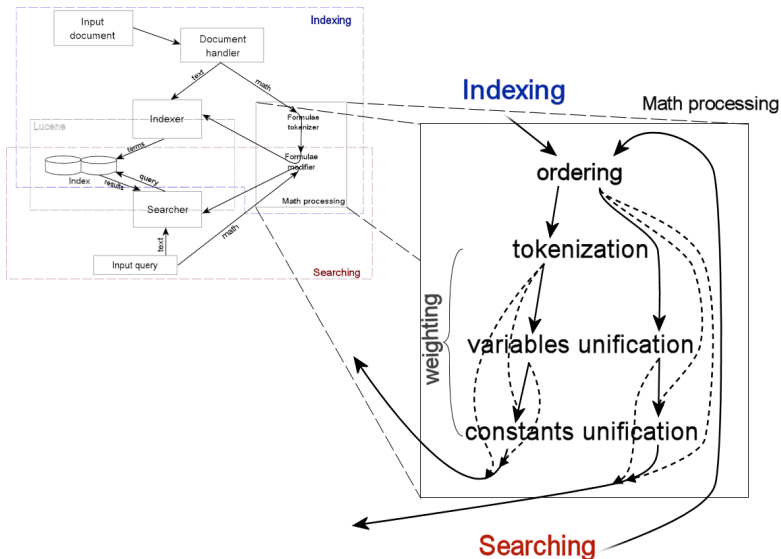 Input
document
Indexing
Document
handler
text
math
Indexer
Formulae
tokenizer
Lucene
terms
Formulae
modifier
Index
query
results
Searcher
Math processing
text
math
Input query
Searching
Indexing
Math processing
ordering
tokenization
weighting
variables unification
constants unification
Searching